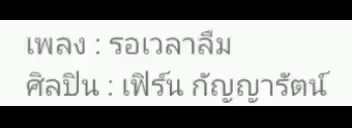 เพลง : รอเวลาลืม
ศิลปิน : เฟิร์น กัญญารัตน์